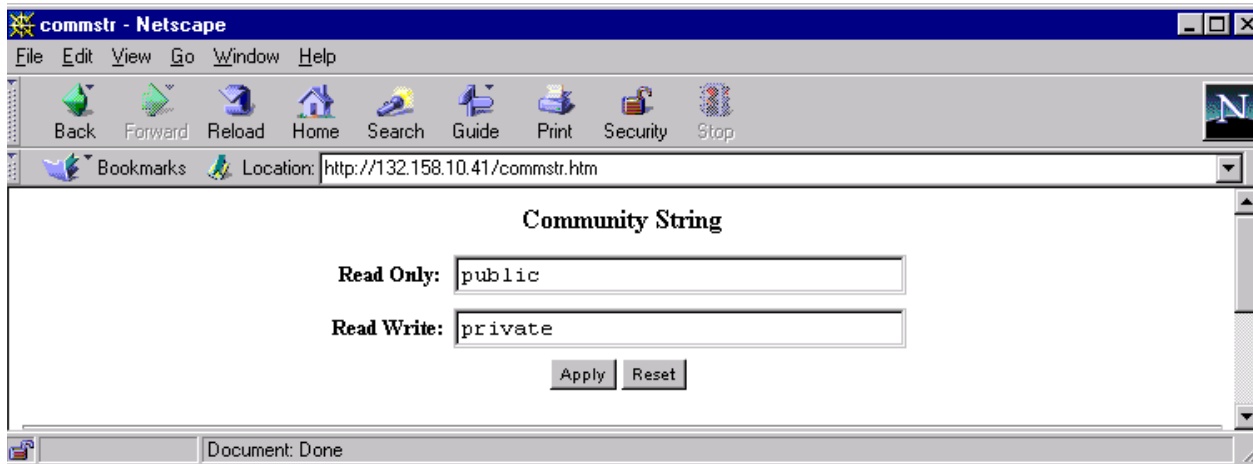 commstr - Netscape
File Edit View Go Window Help
Back Forward Reload Home Search Guide Print Security Stop
N
Bookmarks Location: http://132.158.10.41/commstr.htm
Community String
Read Only: public
Read Write: private
Apply Reset
Document: Done